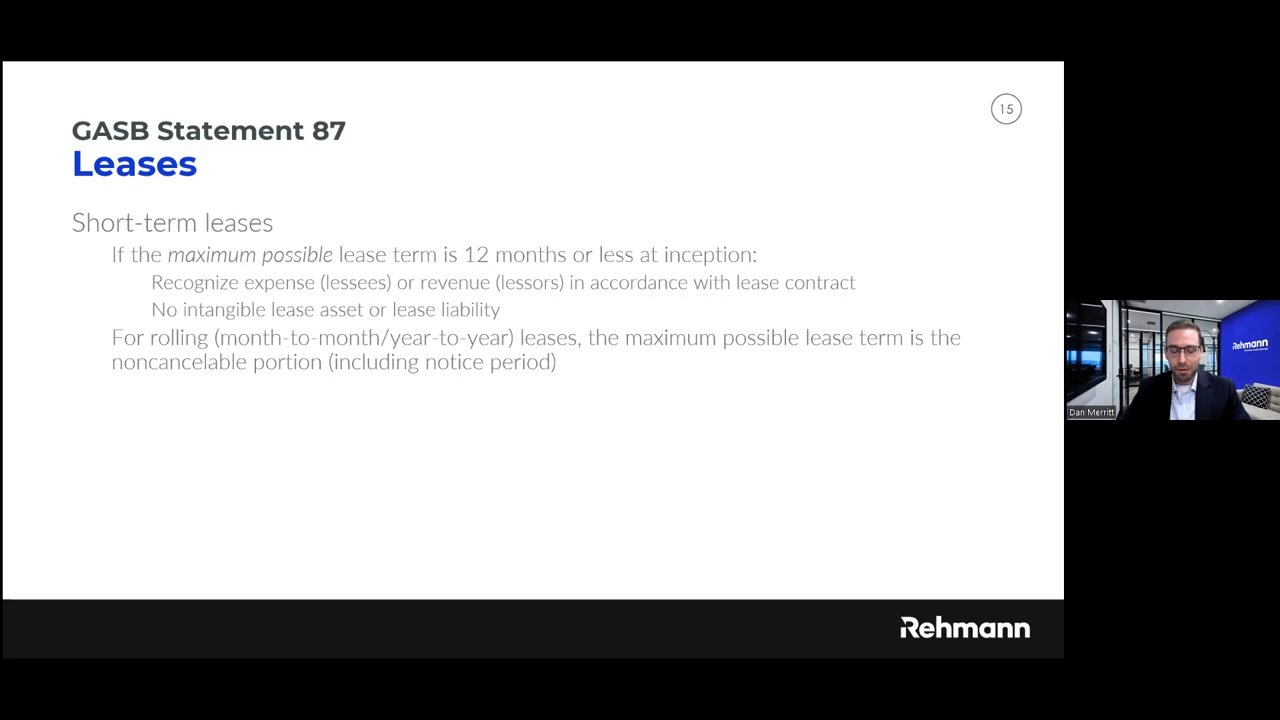 15
GASB Statement 87
Leases
Short-term leases
If the maximum possible lease term is 12 months or less at inception:
Recognize expense (lessees) or revenue (lessors) in accordance with lease contract
No intangible lease asset or lease liability
For rolling (month-to-month/year-to-year) leases, the maximum possible lease term is the
noncancelable portion (including notice period)
Rehmann
Rehmann
Dan Merritt